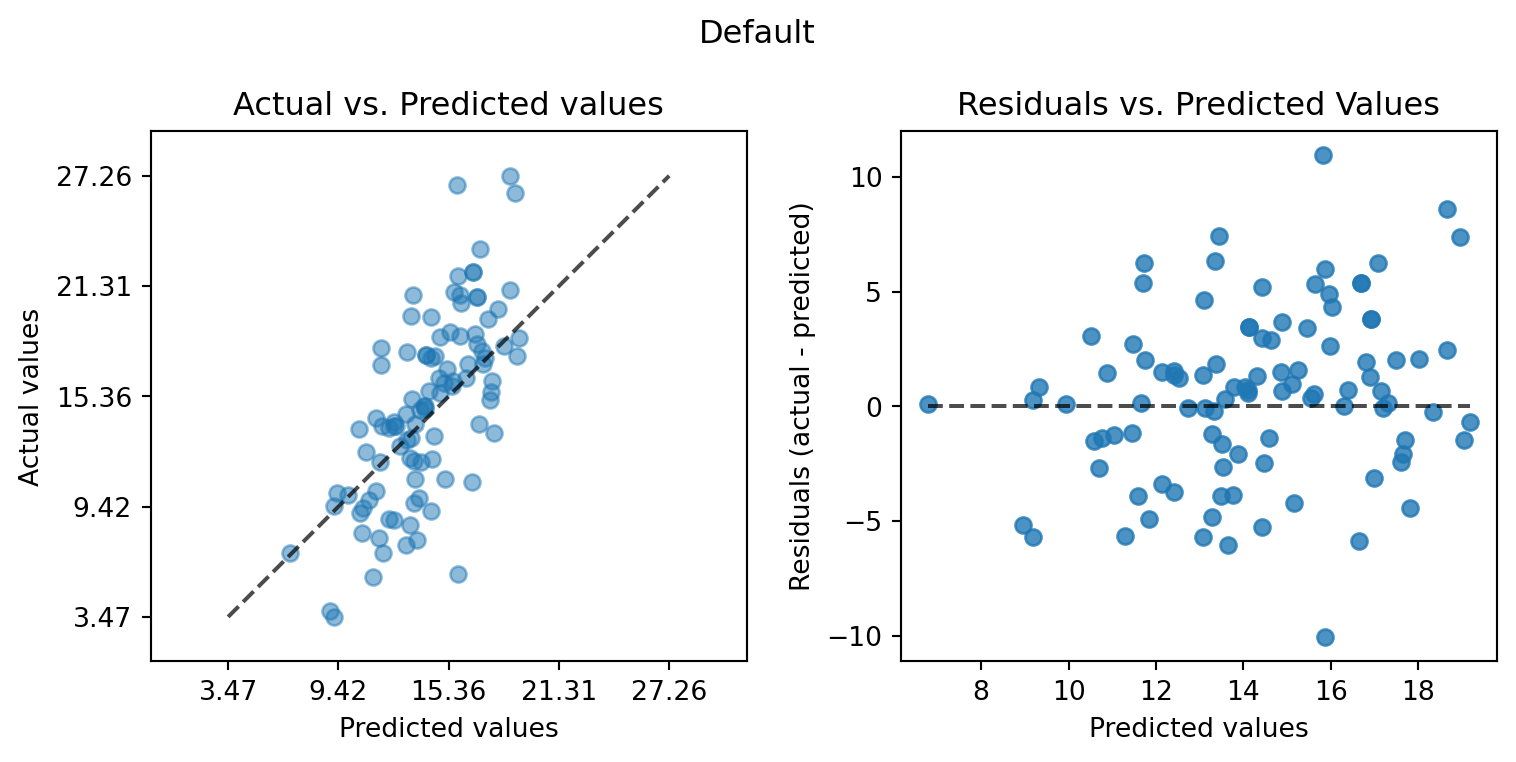 Default
Actual vs. Predicted values
27.26
21.31
15.36
9.42
3.47
Actual values
3.47 9.42 15.36 21.31 27.26
Predicted values
Residuals vs. Predicted Values
10
5
0
−5
−10
Residuals (actual - predicted)
8 10 12 14 16 18
Predicted values